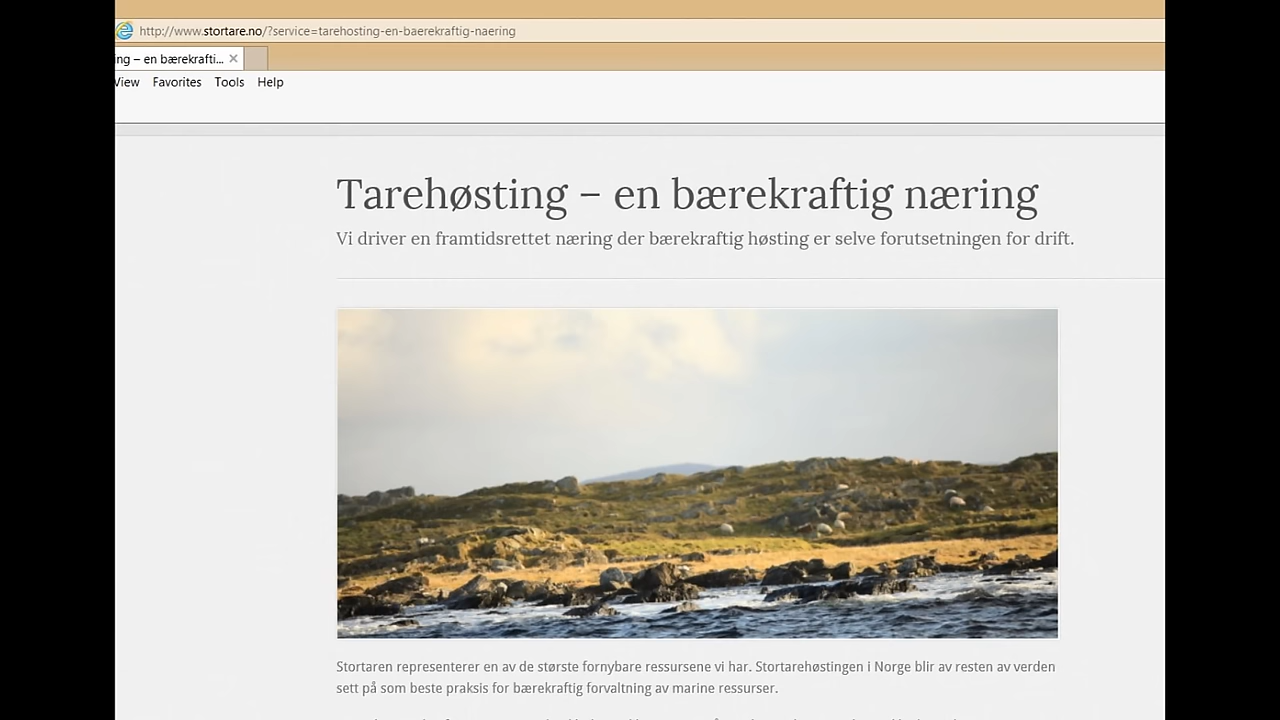 http://www.stortare.no/?service=tarehosting-en-baerekraftig-naering
ing – en bærekrafti...
View Favorites Tools Help
Tarehøsting – en bærekraftig næring
Vi driver en framtidsrettet næring der bærekraftig høsting er selve forutsetningen for drift.
Stortaren representerer en av de største fornybare ressursene vi har. Stortarehøstingen i Norge blir av resten av verden
sett på som beste praksis for bærekraftig forvaltning av marine ressurser.